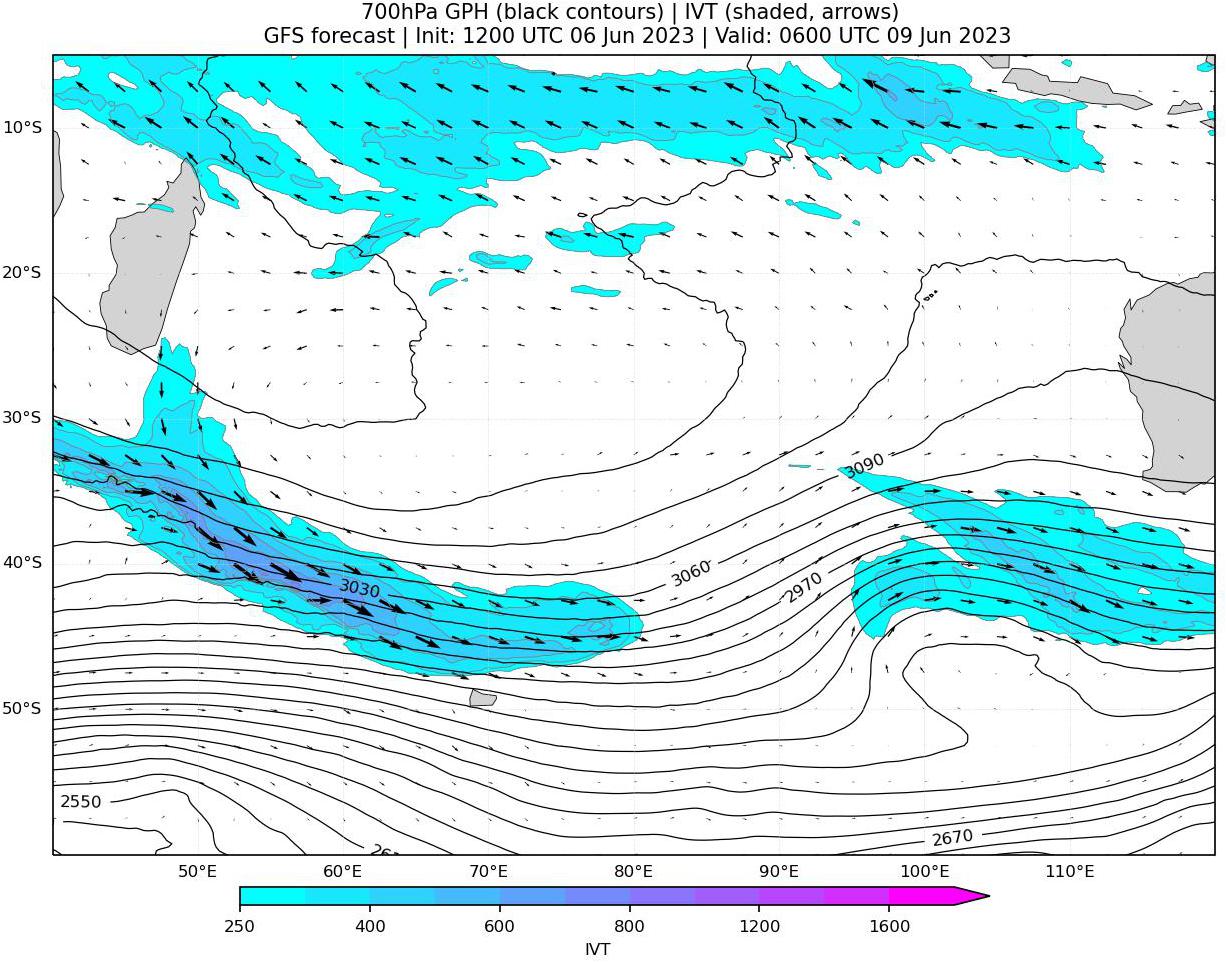 700hPa GPH (black contours) | IVT (shaded, arrows)
GFS forecast | Init: 1200 UTC 06 Jun 2023 | Valid: 0600 UTC 09 Jun 2023
10°S
20°S
30°S
3090
40°S
3030
3060
2970
50°S
2550
2670
50°E
60°E
70°E
80°E
90°E
100°E
110°E
250
400
600
800
1200
1600
IVT